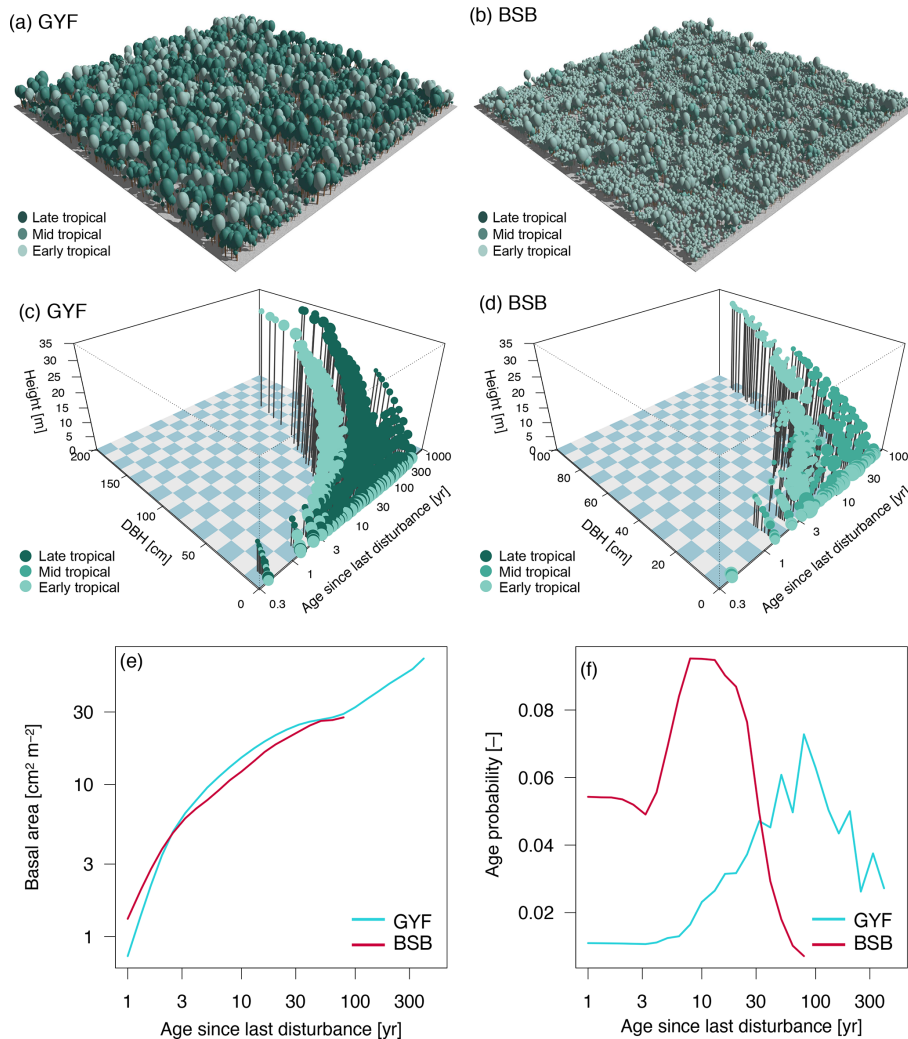 (a) GYF
(b) BSB
Late tropical
Mid tropical
Early tropical
Late tropical
Mid tropical
Early tropical
(c) GYF
(d) BSB
35
30
25
20
15
10
5
0
Height [m]
200
150
100
50
0
DBH [cm]
0.3
1
3
10
30
100
300
1000
Age since last disturbance [yr]
Late tropical
Mid tropical
Early tropical
35
30
25
20
15
10
5
0
Height [m]
100
80
60
40
20
0
DBH [cm]
0.3
1
3
10
30
100
Age since last disturbance [yr]
Late tropical
Mid tropical
Early tropical
(e)
30
10
3
1
Basal area [cm² m⁻²]
GYF
BSB
1 3 10 30 100 300
Age since last disturbance [yr]
(f)
0.08
0.06
0.04
0.02
Age probability [–]
GYF
BSB
1 3 10 30 100 300
Age since last disturbance [yr]